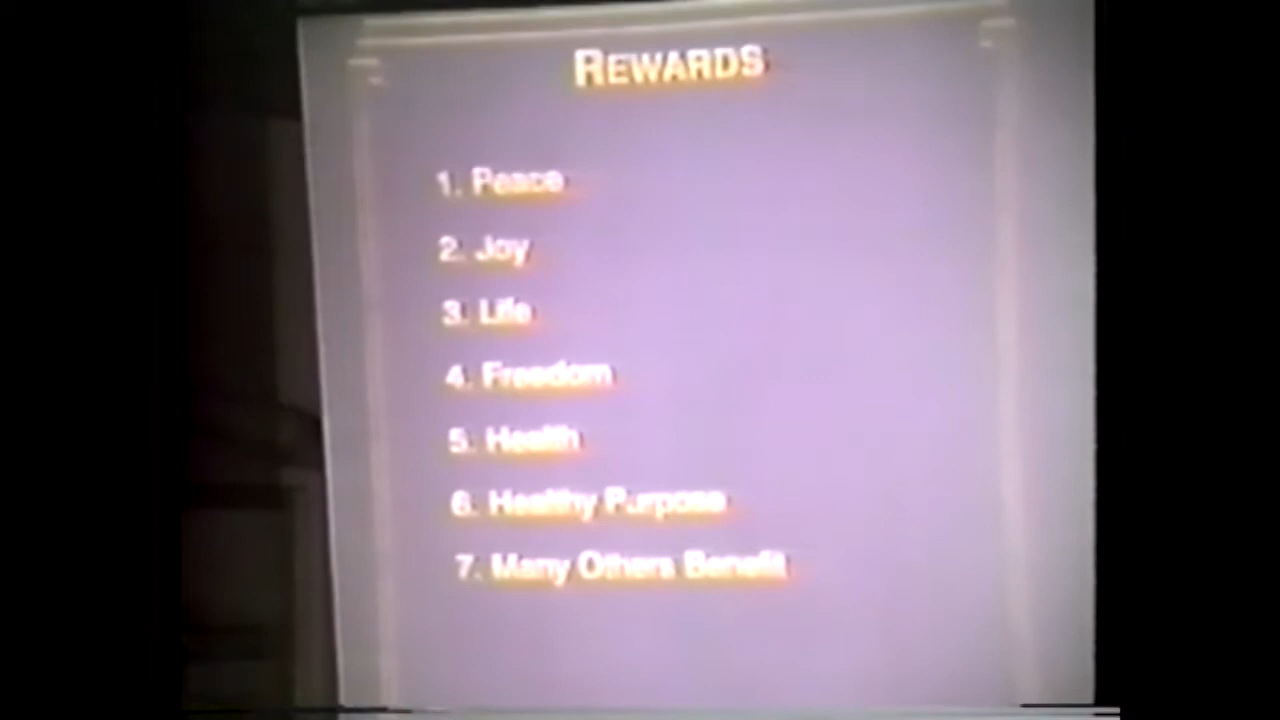 REWARDS
1. Peace
2. Joy
3. Life
4. Freedom
5. Health
6. Healthy Purpose
7. Many Others Benefit